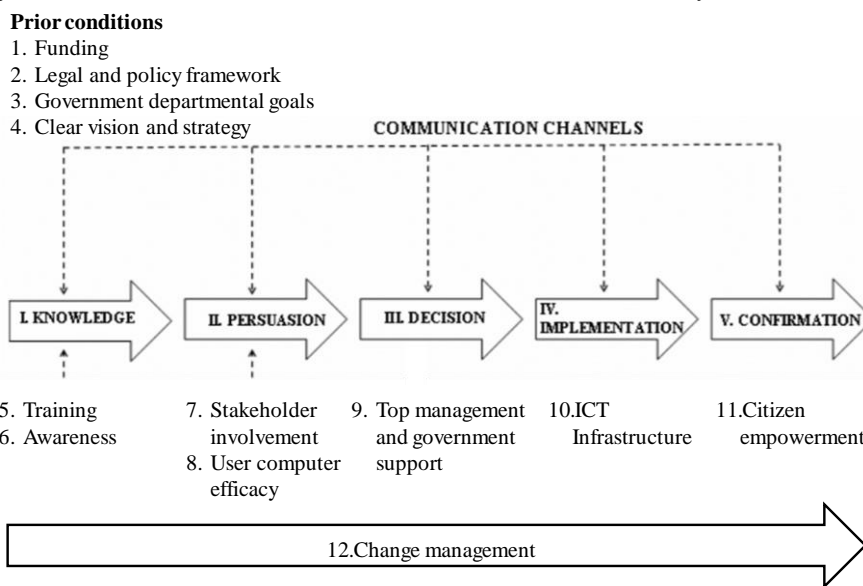 Prior conditions
1. Funding
2. Legal and policy framework
3. Government departmental goals
4. Clear vision and strategy
COMMUNICATION CHANNELS
I. KNOWLEDGE
II. PERSUASION
III. DECISION
IV.
IMPLEMENTATION
V. CONFIRMATION
5. Training
6. Awareness
7. Stakeholder
involvement
8. User computer
efficacy
9. Top management
and government
support
10.ICT
Infrastructure
11.Citizen
empowerment
12.Change management